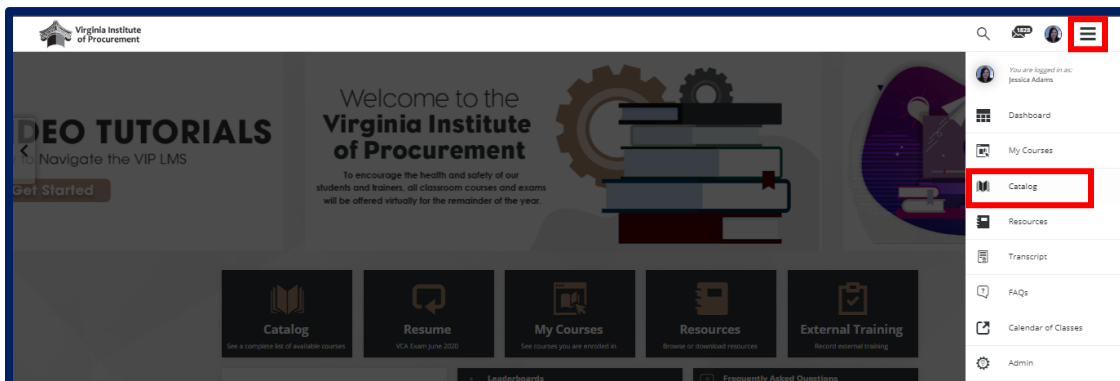 Virginia Institute
of Procurement
1828
You are logged in as:
Jessica Adams
Dashboard
My Courses
Catalog
Resources
Transcript
FAQs
Calendar of Classes
Admin
DEO TUTORIALS
to Navigate the VIP LMS
Get Started
Welcome to the
Virginia Institute
of Procurement
To encourage the health and safety of our
students and trainers, all classroom courses and exams
will be offered virtually for the remainder of the year.
Catalog
See a complete list of available courses
Resume
VCA Exam June 2020
My Courses
See courses you are enrolled in
Resources
Browse or download resources
External Training
Record external training
Leaderboards
Frequently Asked Questions